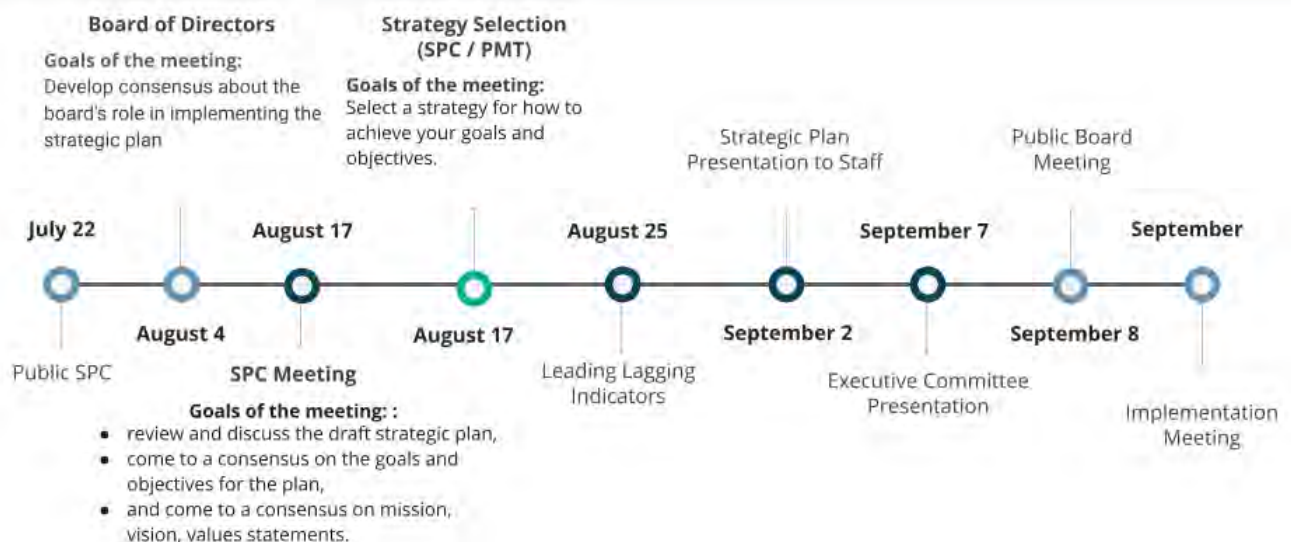 Board of Directors
Goals of the meeting:
Develop consensus about the
board's role in implementing the
strategic plan
Strategy Selection
(SPC / PMT)
Goals of the meeting:
Select a strategy for how to
achieve your goals and
objectives.
Strategic Plan
Presentation to Staff
Public Board
Meeting
July 22
August 17
August 25
September 7
September
August 4
August 17
September 2
September 8
Public SPC
SPC Meeting
Goals of the meeting: :
● review and discuss the draft strategic plan,
● come to a consensus on the goals and
objectives for the plan,
● and come to a consensus on mission,
vision, values statements.
Leading Lagging
Indicators
Executive Committee
Presentation
Implementation
Meeting